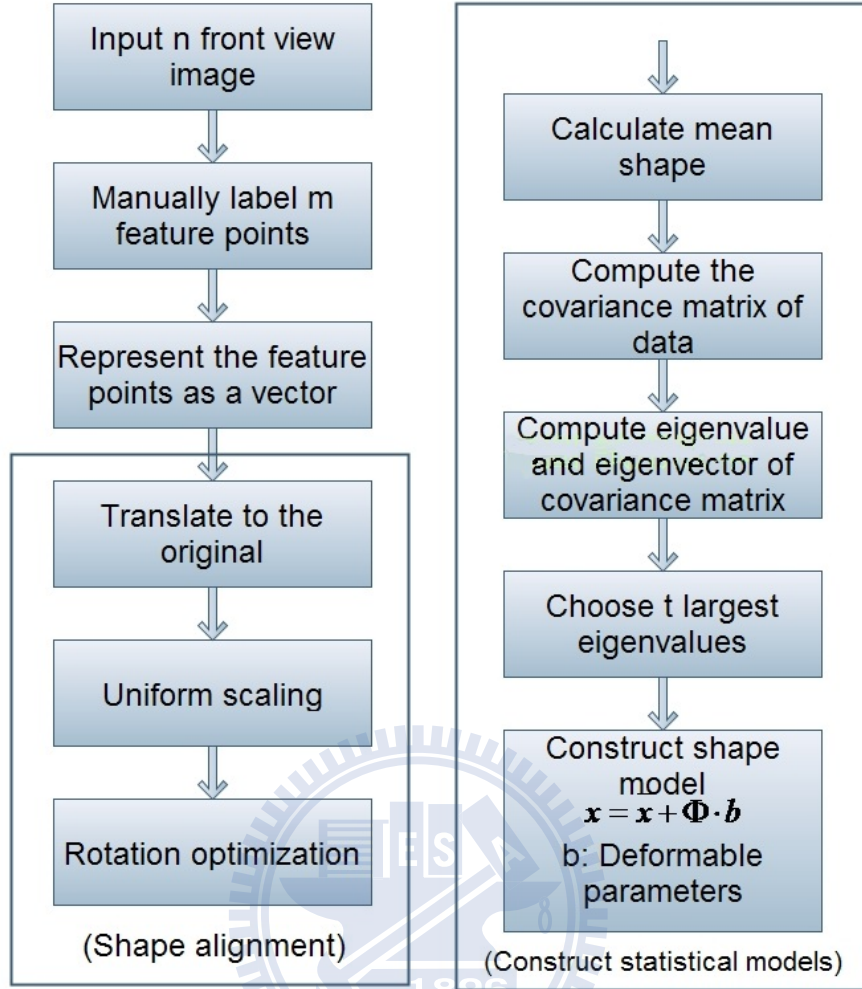 Input n front view
image
Manually label m
feature points
Represent the feature
points as a vector
Translate to the
original
Uniform scaling
Rotation optimization
(Shape alignment)
Calculate mean
shape
Compute the
covariance matrix of
data
Compute eigenvalue
and eigenvector of
covariance matrix
Choose t largest
eigenvalues
Construct shape
model
x = x̄ + Φ · b
b: Deformable
parameters
(Construct statistical models)
E S A
1896